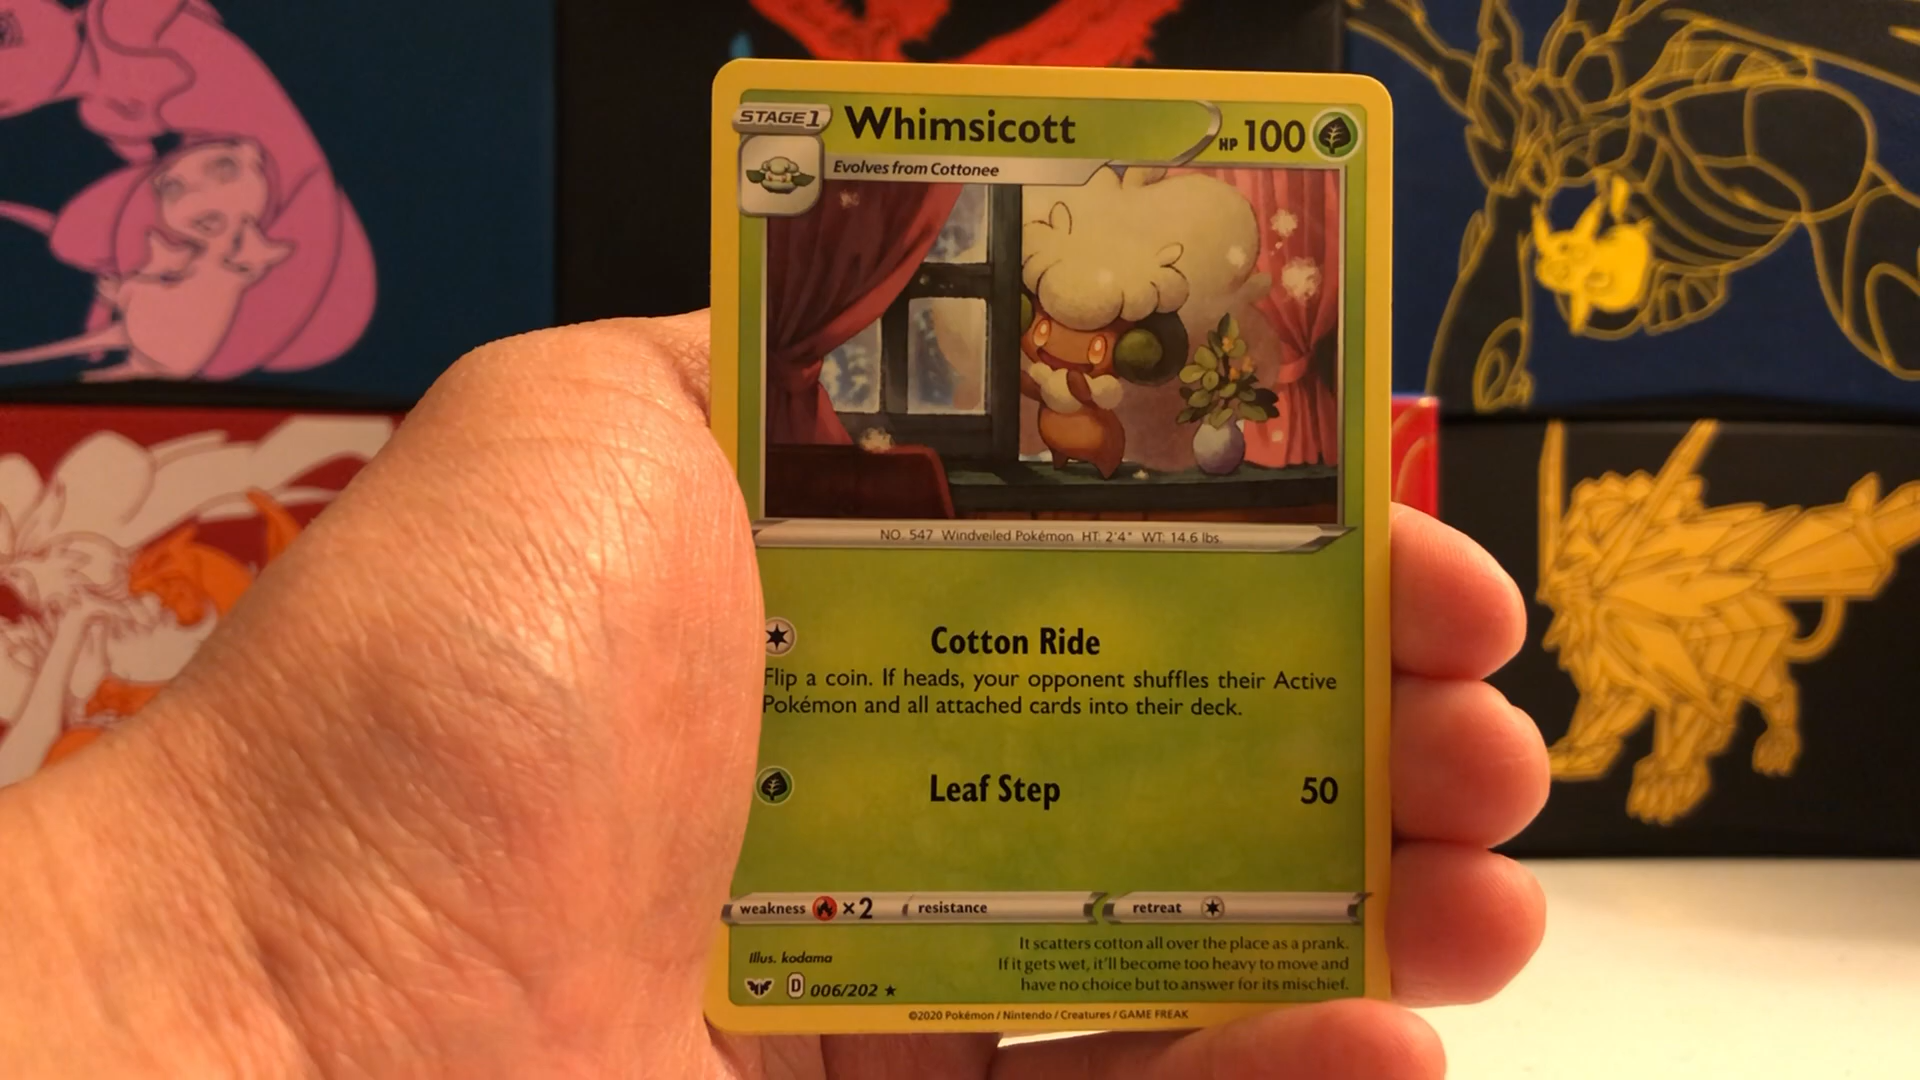 STAGE 1
Whimsicott
HP 100
Evolves from Cottonee
NO. 547 Windveiled Pokémon HT: 2'4" WT: 14.6 lbs.
Cotton Ride
Flip a coin. If heads, your opponent shuffles their Active
Pokémon and all attached cards into their deck.
Leaf Step 50
weakness ×2 resistance retreat
Illus. kodama
It scatters cotton all over the place as a prank.
If it gets wet, it'll become too heavy to move and
have no choice but to answer for its mischief.
D 006/202 ★
©2020 Pokémon / Nintendo / Creatures / GAME FREAK